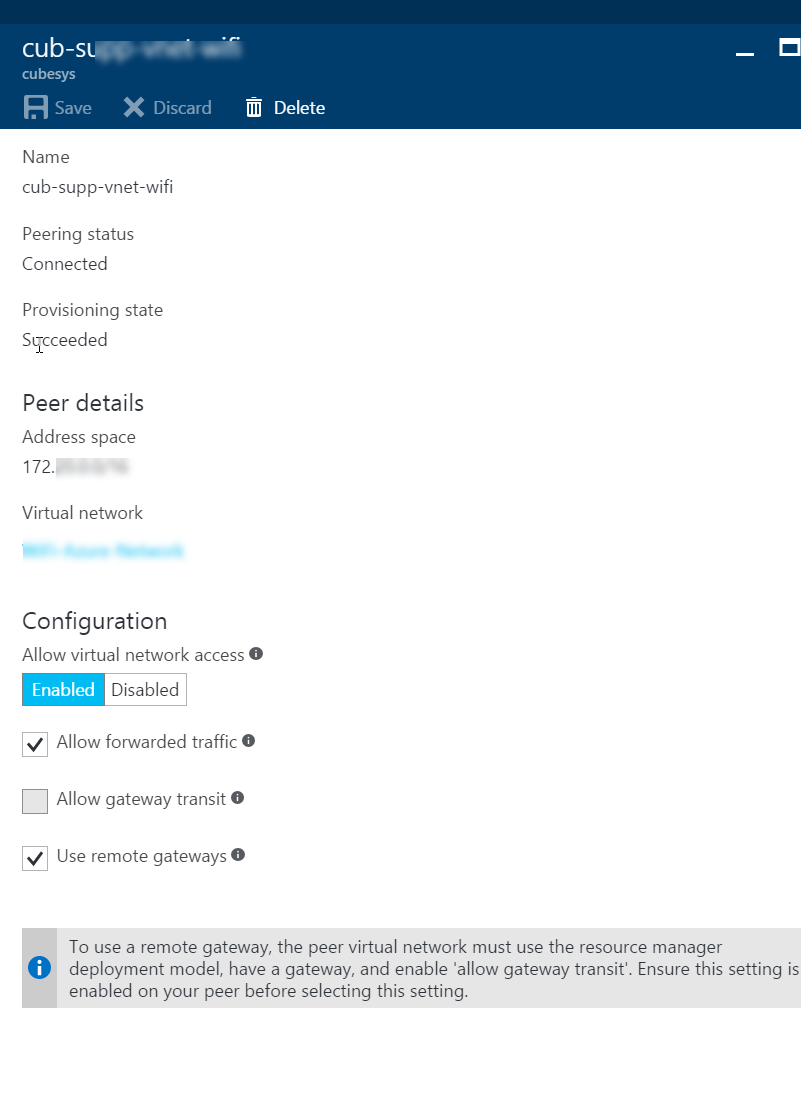 cub-su
cubesys
Save Discard Delete
Name
cub-supp-vnet-wifi
Peering status
Connected
Provisioning state
Succeeded
Peer details
Address space
172.
Virtual network
Configuration
Allow virtual network access
Enabled Disabled
Allow forwarded traffic
Allow gateway transit
Use remote gateways
To use a remote gateway, the peer virtual network must use the resource manager
deployment model, have a gateway, and enable 'allow gateway transit'. Ensure this setting is
enabled on your peer before selecting this setting.